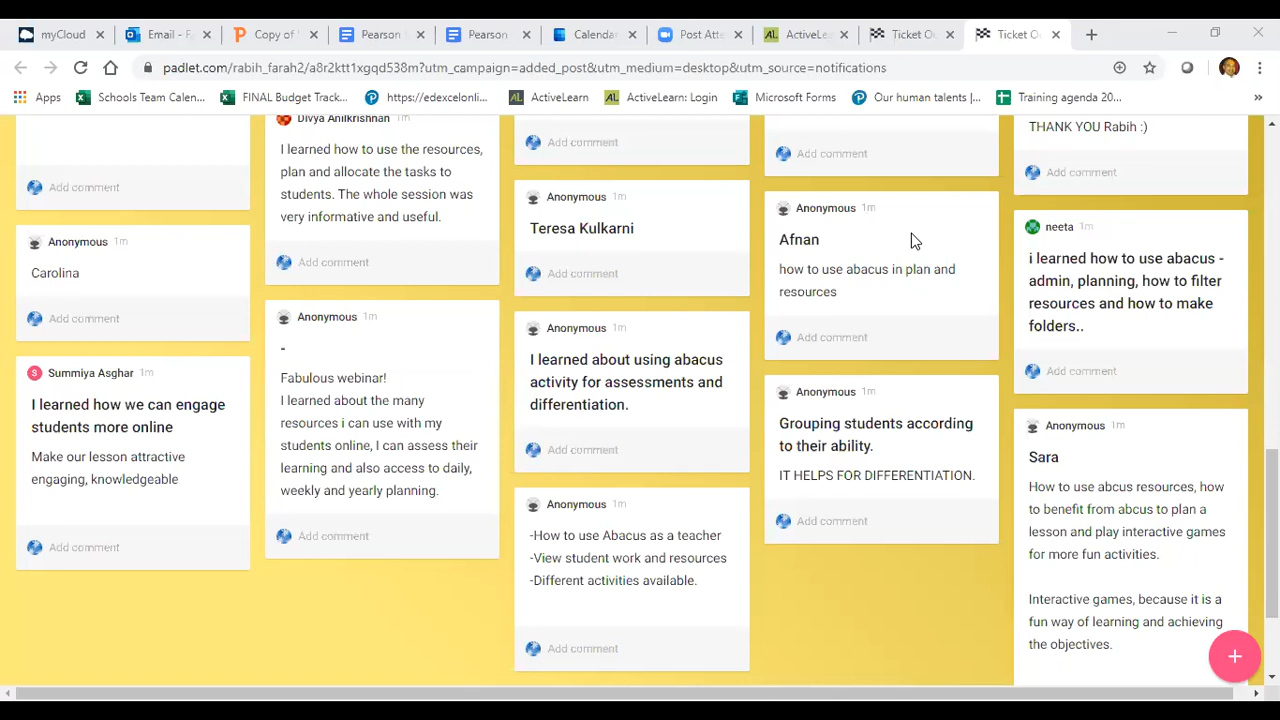 myCloud
Email - F
Copy of
Pearson
Pearson
Calendar
Post Att
ActiveLe
Ticket O
Ticket O
padlet.com/rabih_farah2/a8r2ktt1xgqd538m?utm_campaign=added_post&utm_medium=desktop&utm_source=notifications
Apps
Schools Team Calen...
FINAL Budget Track...
https://edexcelonli...
ActiveLearn
ActiveLearn: Login
Microsoft Forms
Our human talents |...
Training agenda 20...
Add comment
Anonymous 1m
Carolina
Add comment
Summiya Asghar 1m
I learned how we can engage
students more online
Make our lesson attractive
engaging, knowledgeable
Add comment
Divya Anilkrishnan 1m
I learned how to use the resources,
plan and allocate the tasks to
students. The whole session was
very informative and useful.
Add comment
Anonymous 1m
-
Fabulous webinar!
I learned about the many
resources i can use with my
students online, I can assess their
learning and also access to daily,
weekly and yearly planning.
Add comment
Add comment
Anonymous 1m
Teresa Kulkarni
Add comment
Anonymous 1m
I learned about using abacus
activity for assessments and
differentiation.
Add comment
Anonymous 1m
-How to use Abacus as a teacher
-View student work and resources
-Different activities available.
Add comment
Add comment
Anonymous 1m
Afnan
how to use abacus in plan and
resources
Add comment
Anonymous 1m
Grouping students according
to their ability.
IT HELPS FOR DIFFERENTIATION.
Add comment
THANK YOU Rabih :)
Add comment
neeta 1m
i learned how to use abacus -
admin, planning, how to filter
resources and how to make
folders..
Add comment
Anonymous 1m
Sara
How to use abcus resources, how
to benefit from abcus to plan a
lesson and play interactive games
for more fun activities.
Interactive games, because it is a
fun way of learning and achieving
the objectives.